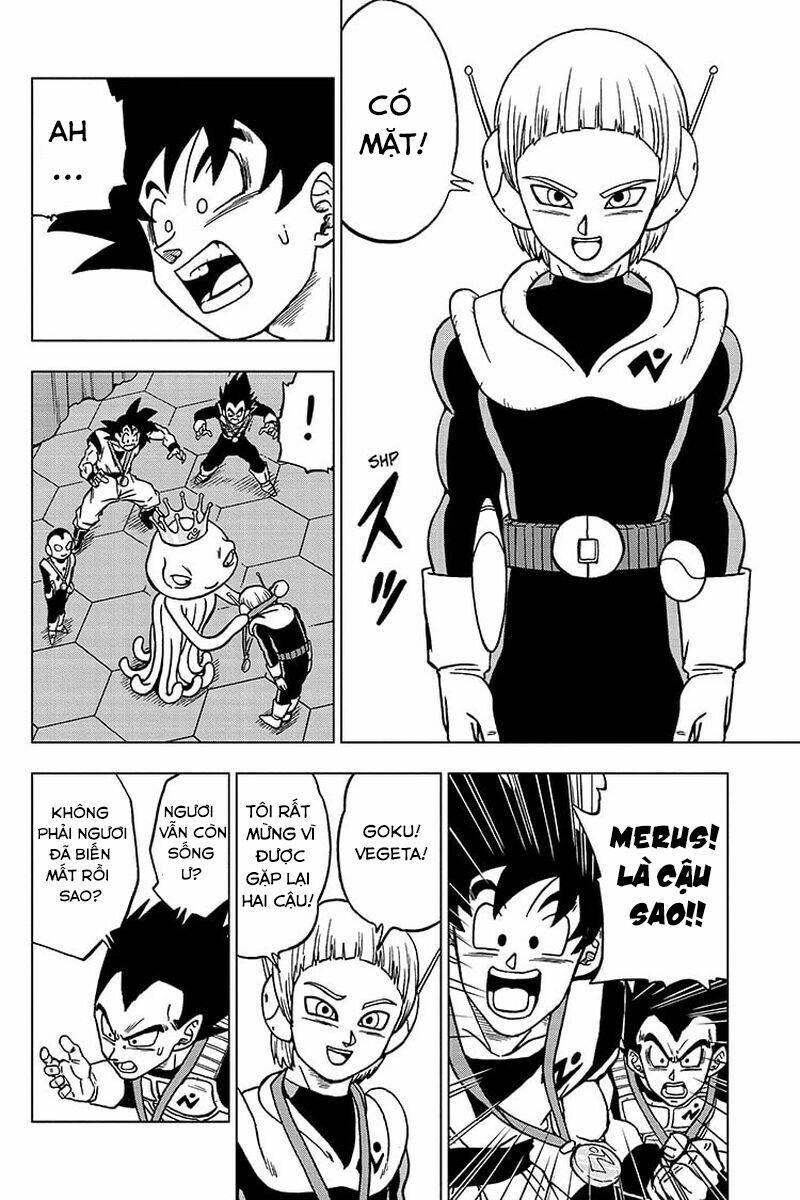 CÓ
MẶT!
SHP
ス
ッ
AH
...
!
MERUS!
LÀ CẬU
SAO!!
GOKU!
VEGETA!
TÔI RẤT
MỪNG VÌ
ĐƯỢC
GẶP LẠI
HAI CẬU!
NGƯƠI
VẪN CÒN
SỐNG
Ư?
KHÔNG
PHẢI NGƯƠI
ĐÃ BIẾN
MẤT RỒI
SAO?